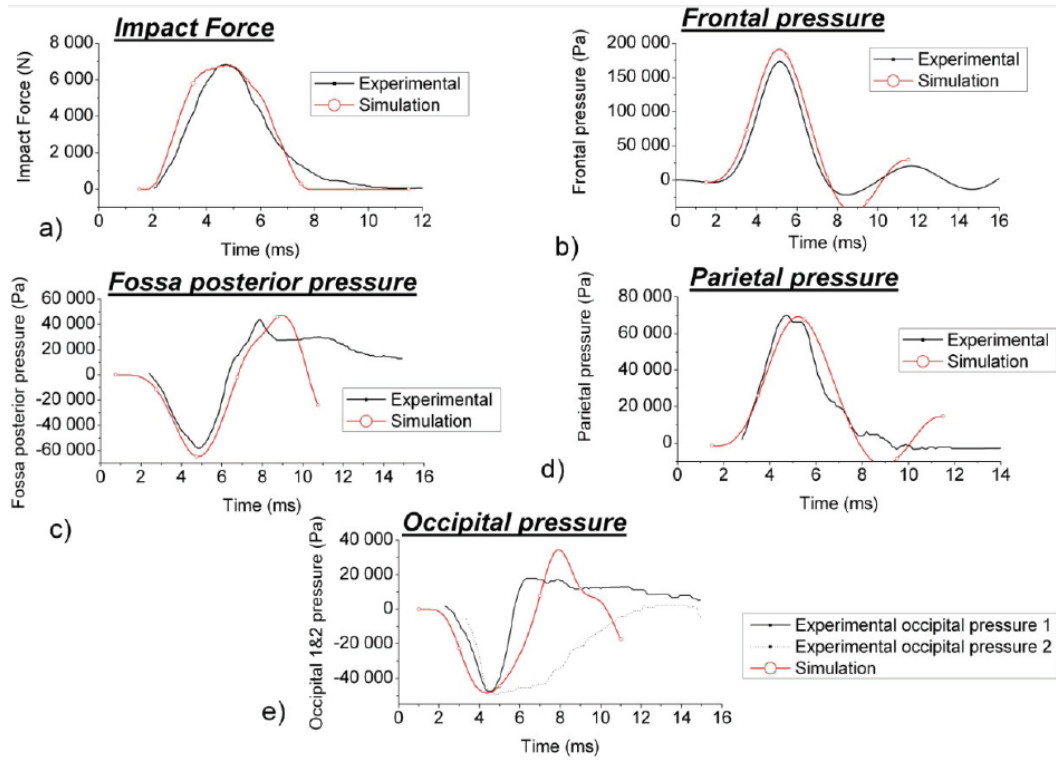 Impact Force
8 000
6 000
4 000
2 000
0
Impact Force (N)
Experimental
Simulation
0 2 4 6 8 10 12
Time (ms)
a)
Frontal pressure
200 000
150 000
100 000
50 000
0
Frontal pressure (Pa)
Experimental
Simulation
0 2 4 6 8 10 12 14 16
Time (ms)
b)
Fossa posterior pressure
60 000
40 000
20 000
0
-20 000
-40 000
-60 000
Fossa posterior pressure (Pa)
Experimental
Simulation
0 2 4 6 8 10 12 14 16
Time (ms)
c)
Parietal pressure
80 000
60 000
40 000
20 000
0
Parietal pressure (Pa)
Experimental
Simulation
0 2 4 6 8 10 12 14
Time (ms)
d)
Occipital pressure
40 000
20 000
0
-20 000
-40 000
Occipital 1&2 pressure (Pa)
Experimental occipital pressure 1
Experimental occipital pressure 2
Simulation
0 2 4 6 8 10 12 14 16
Time (ms)
e)